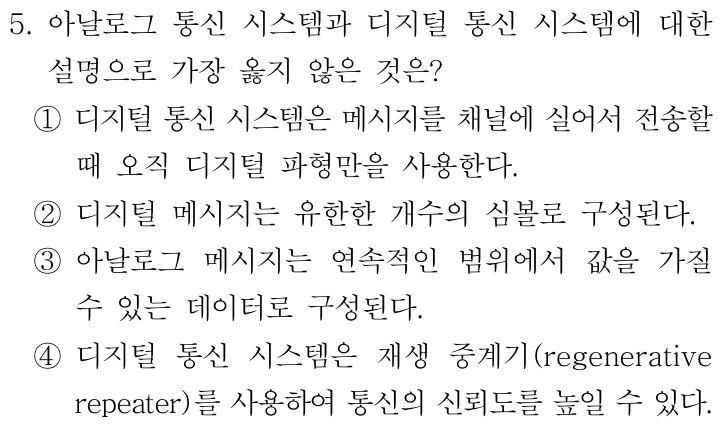 5. 아날로그 통신 시스템과 디지털 통신 시스템에 대한
설명으로 가장 옳지 않은 것은?
① 디지털 통신 시스템은 메시지를 채널에 실어서 전송할
때 오직 디지털 파형만을 사용한다.
② 디지털 메시지는 유한한 개수의 심볼로 구성된다.
③ 아날로그 메시지는 연속적인 범위에서 값을 가질
수 있는 데이터로 구성된다.
④ 디지털 통신 시스템은 재생 중계기(regenerative
repeater)를 사용하여 통신의 신뢰도를 높일 수 있다.